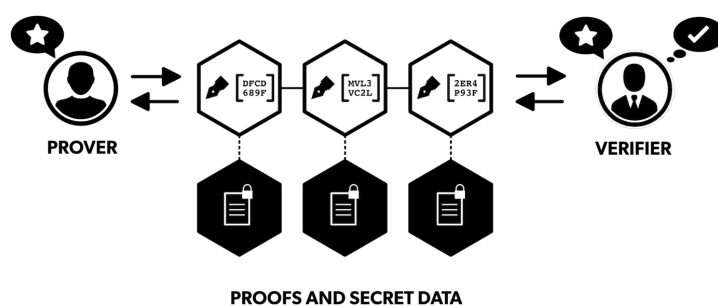 DFCD
689F
MVL3
VC2L
2ER4
P93F
PROVER
VERIFIER
PROOFS AND SECRET DATA